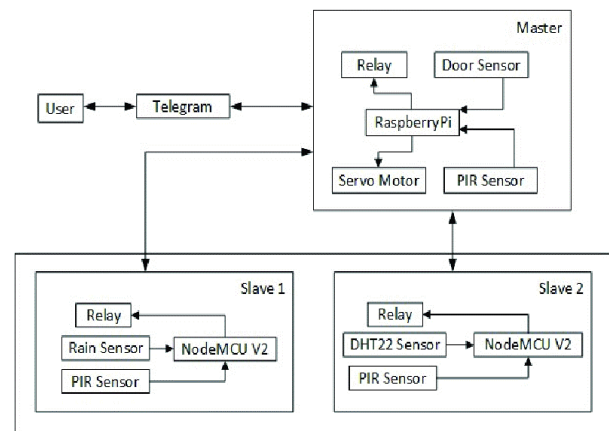 Master
Relay
Door Sensor
User
Telegram
RaspberryPi
Servo Motor
PIR Sensor
Slave 1
Relay
Rain Sensor
NodeMCU V2
PIR Sensor
Slave 2
Relay
DHT22 Sensor
NodeMCU V2
PIR Sensor